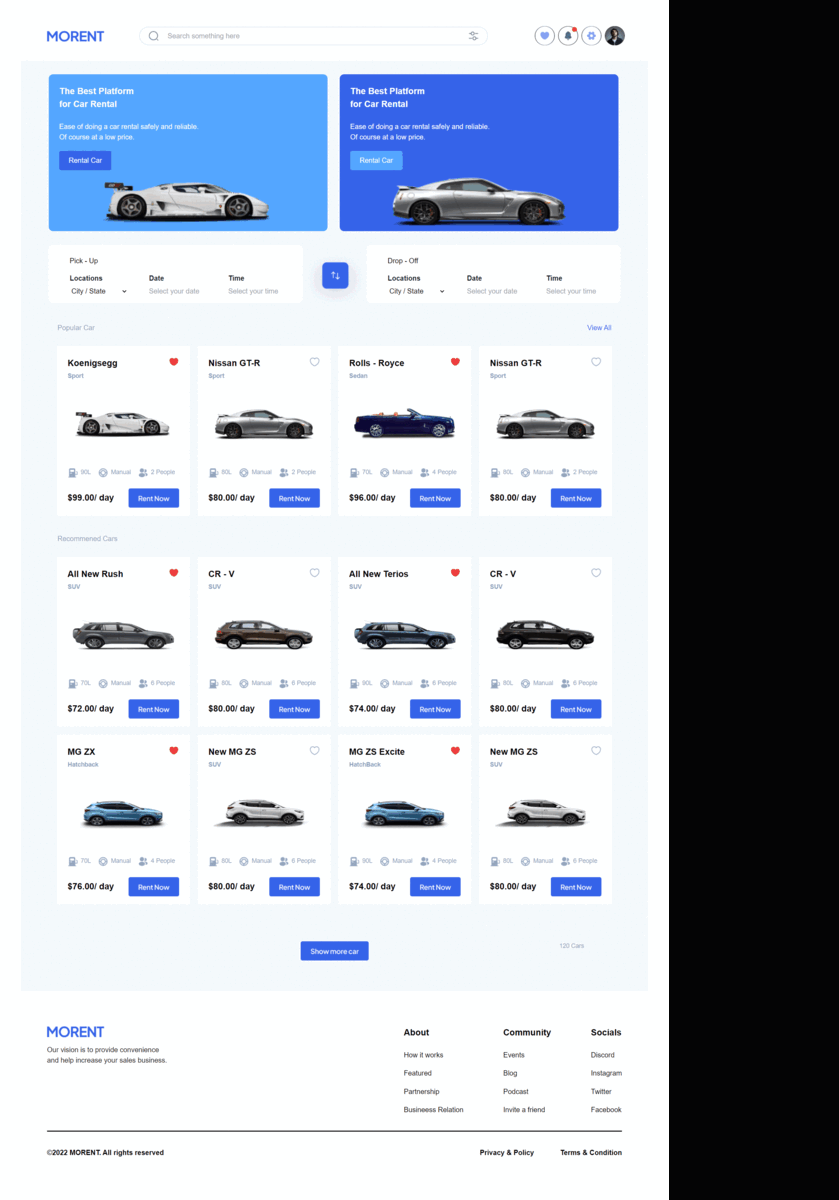 MORENT
Search something here
The Best Platform
for Car Rental
Ease of doing a car rental safely and reliable.
Of course at a low price.
Rental Car
The Best Platform
for Car Rental
Ease of doing a car rental safely and reliable.
Of course at a low price.
Rental Car
Pick - Up
Locations Date Time
City / State Select your date Select your time
Drop - Off
Locations Date Time
City / State Select your date Select your time
Popular Car View All
Koenigsegg
Sport
90L Manual 2 People
$99.00/ day Rent Now
Nissan GT-R
Sport
80L Manual 2 People
$80.00/ day Rent Now
Rolls - Royce
Sedan
70L Manual 4 People
$96.00/ day Rent Now
Nissan GT-R
Sport
80L Manual 2 People
$80.00/ day Rent Now
Recommened Cars
All New Rush
SUV
70L Manual 6 People
$72.00/ day Rent Now
CR - V
SUV
80L Manual 6 People
$80.00/ day Rent Now
All New Terios
SUV
90L Manual 6 People
$74.00/ day Rent Now
CR - V
SUV
80L Manual 6 People
$80.00/ day Rent Now
MG ZX
Hatchback
70L Manual 4 People
$76.00/ day Rent Now
New MG ZS
SUV
80L Manual 6 People
$80.00/ day Rent Now
MG ZS Excite
HatchBack
90L Manual 4 People
$74.00/ day Rent Now
New MG ZS
SUV
80L Manual 6 People
$80.00/ day Rent Now
Show more car
120 Cars
MORENT
Our vision is to provide convenience
and help increase your sales business.
About
How it works
Featured
Partnership
Busineess Relation
Community
Events
Blog
Podcast
Invite a friend
Socials
Discord
Instagram
Twitter
Facebook
©2022 MORENT. All rights reserved
Privacy & Policy Terms & Condition